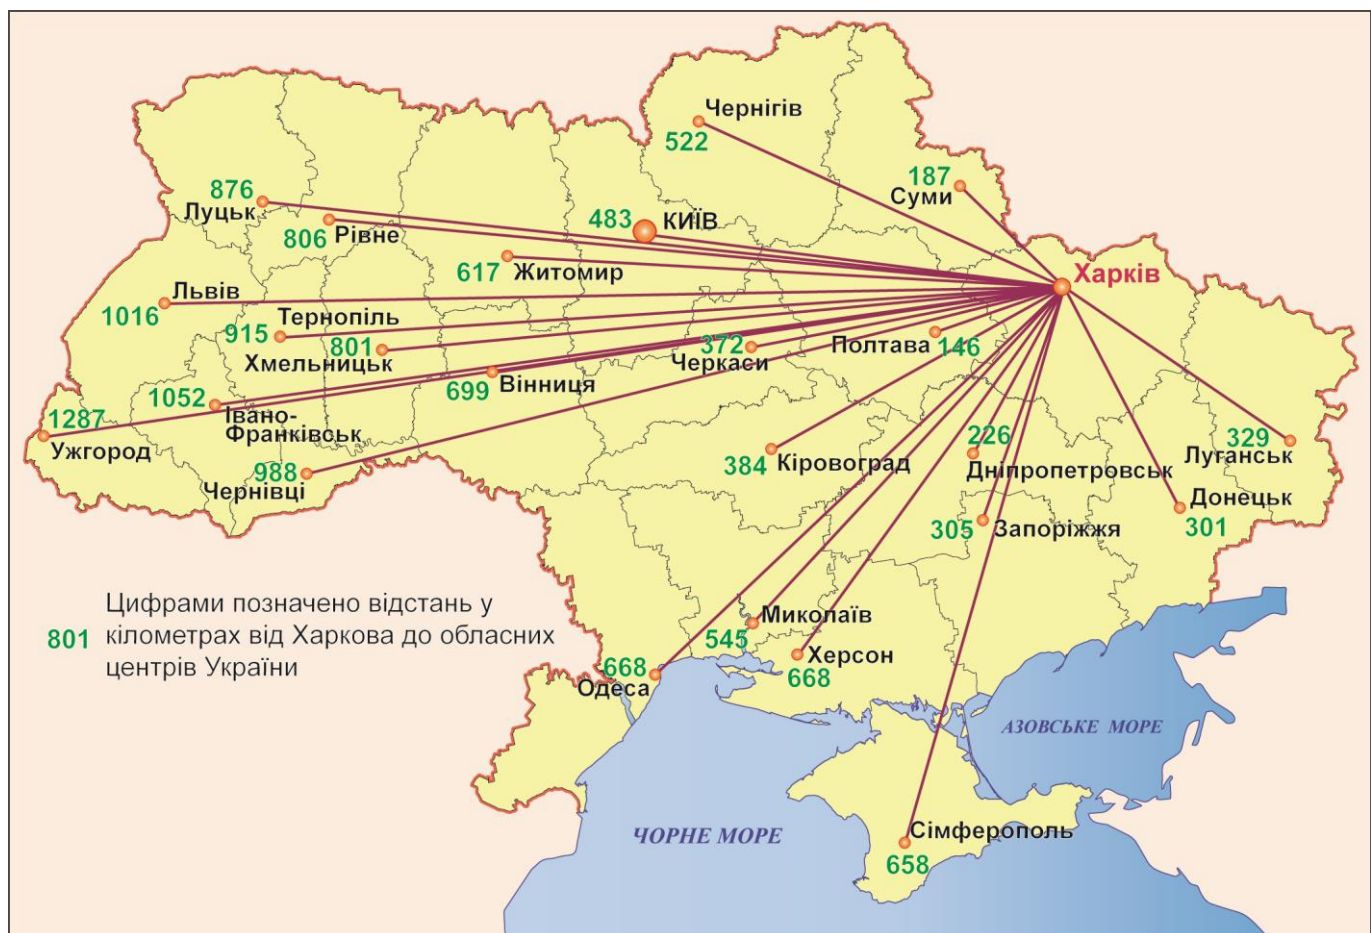 Чернігів
522
187
Суми
876
Луцьк
806
Рівне
483
КИЇВ
617
Житомир
Харків
Львів
1016
Тернопіль
915
801
Хмельницьк
372
Черкаси
Полтава
146
699
Вінниця
1052
Івано-
Франківськ
1287
Ужгород
988
Чернівці
384
Кіровоград
226
Дніпропетровськ
329
Луганськ
Донецьк
301
305
Запоріжжя
801
Цифрами позначено відстань у
кілометрах від Харкова до обласних
центрів України
Миколаїв
545
Херсон
668
668
Одеса
АЗОВСЬКЕ МОРЕ
ЧОРНЕ МОРЕ
Сімферополь
658